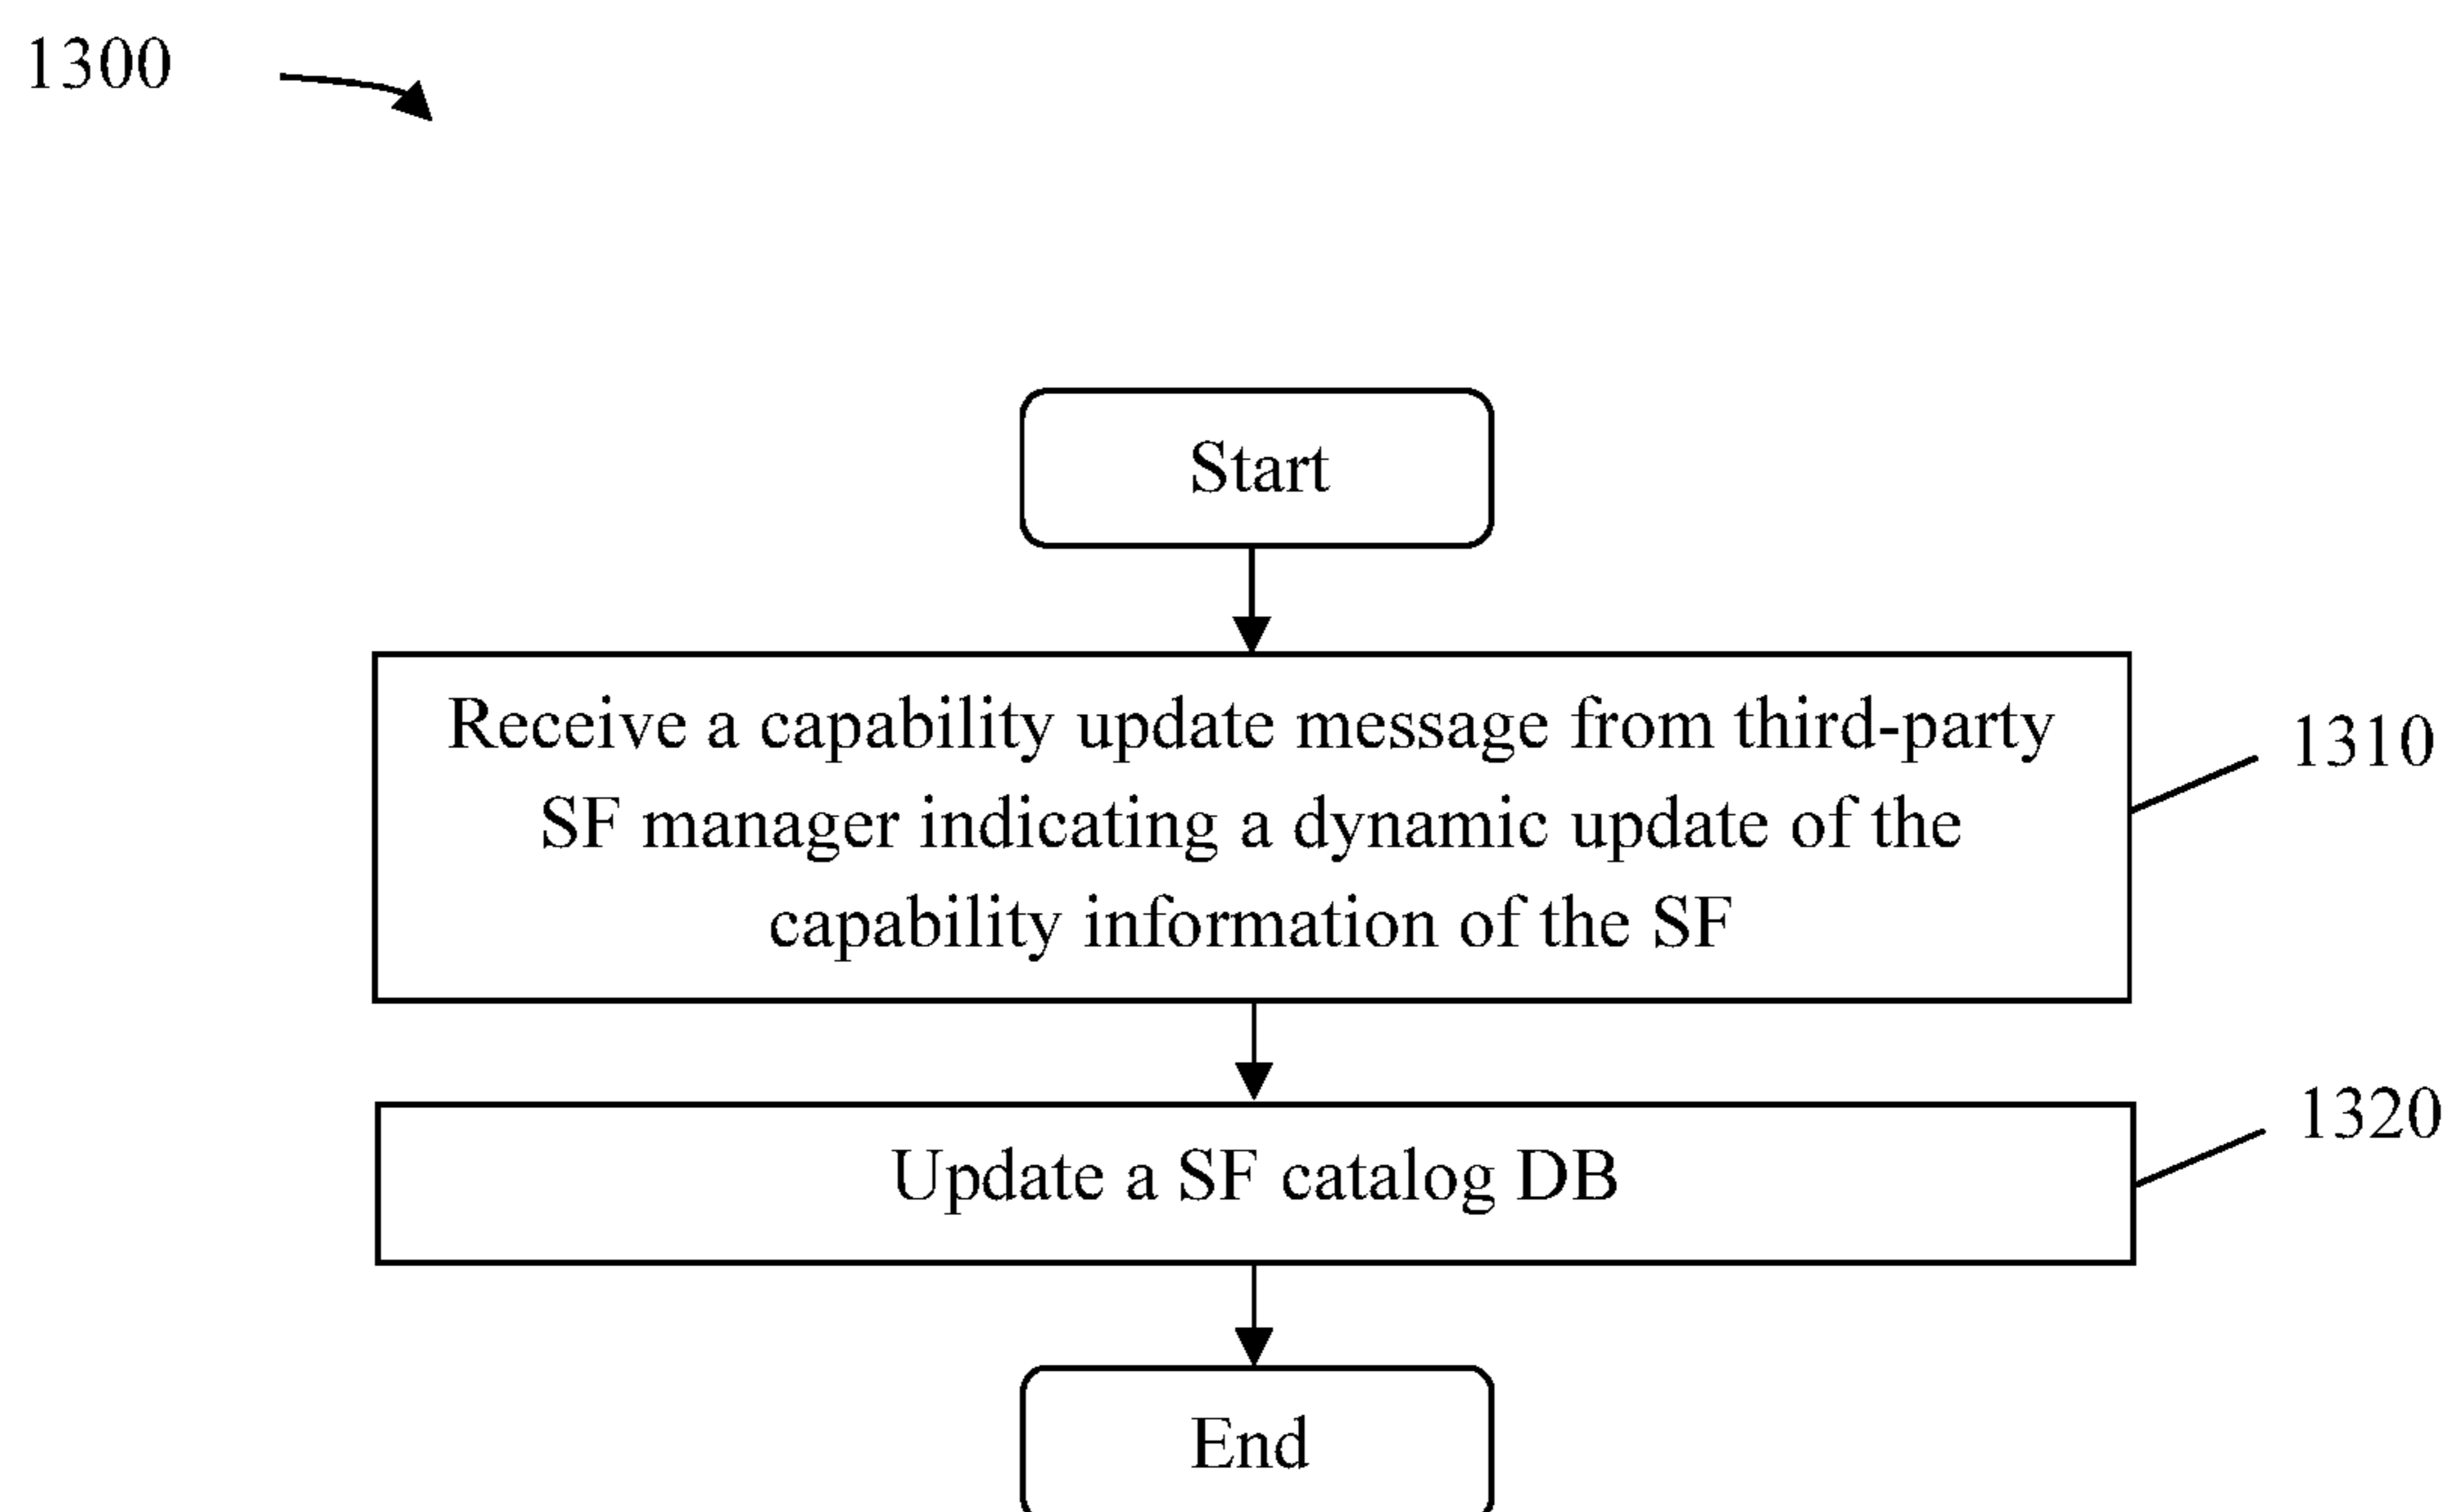 1300
Start
Receive a capability update message from third-party
SF manager indicating a dynamic update of the
capability information of the SF
1310
Update a SF catalog DB
1320
End